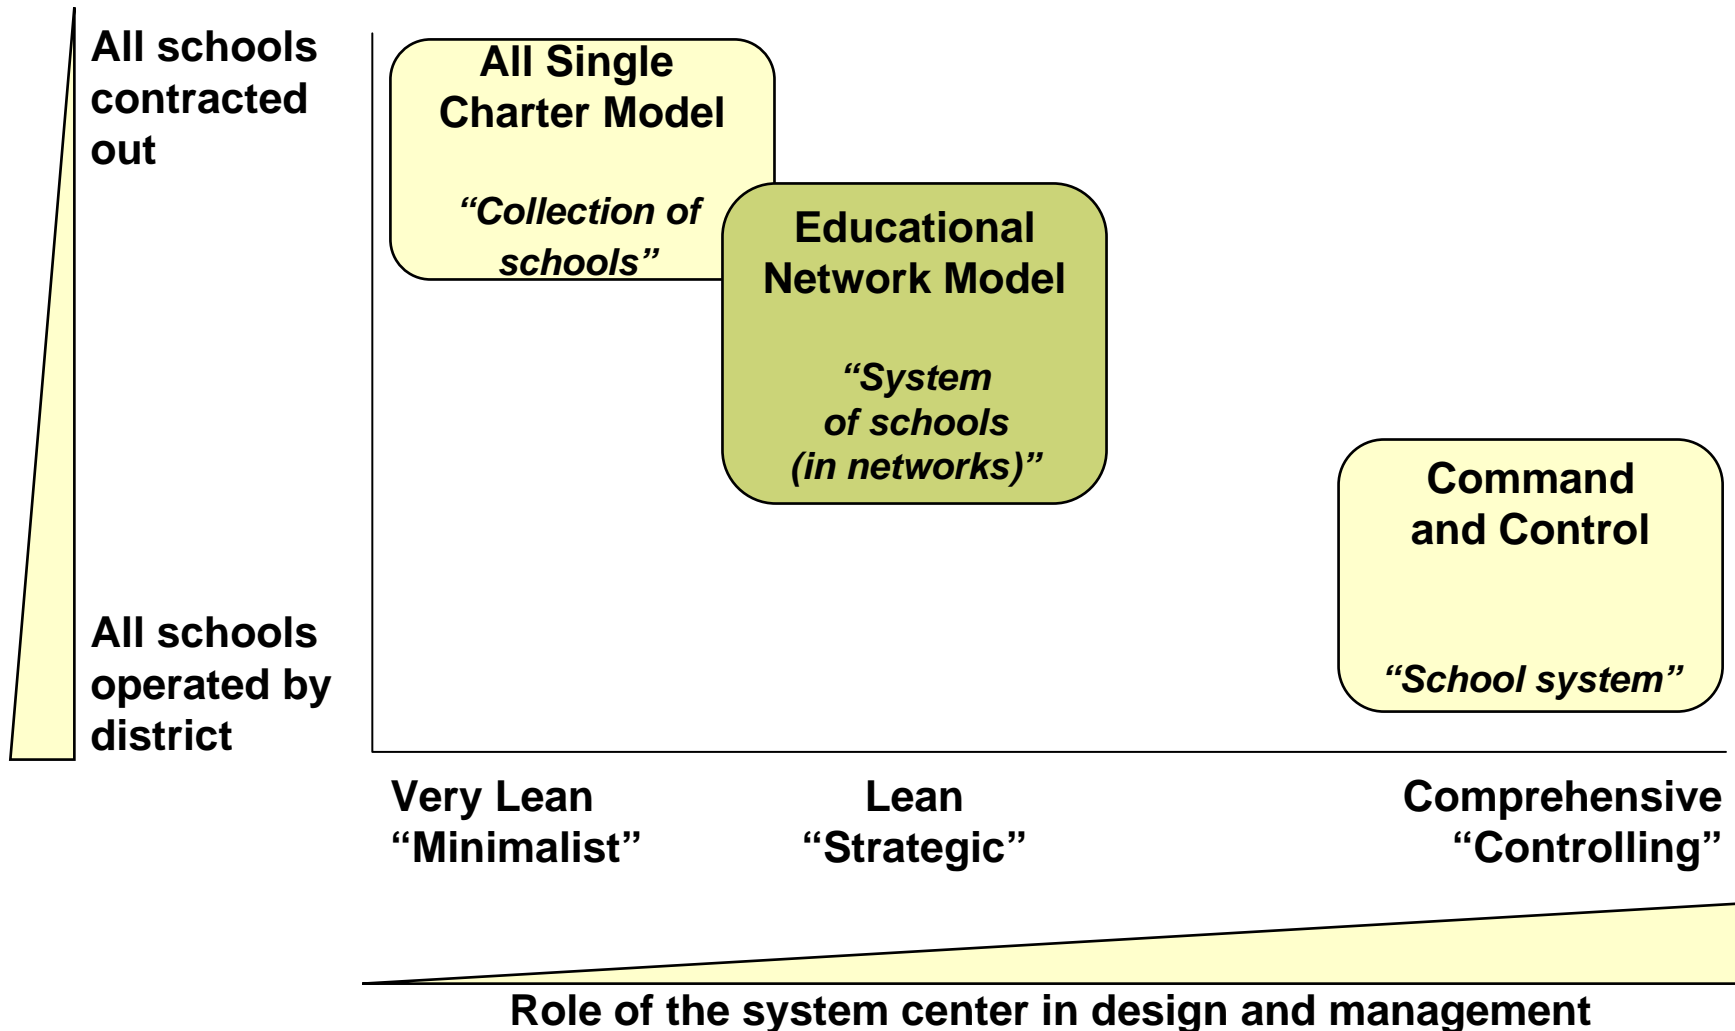 All schools
contracted
out
All Single
Charter Model
“Collection of
schools”
Educational
Network Model
“System
of schools
(in networks)”
Command
and Control
“School system”
All schools
operated by
district
Very Lean
“Minimalist”
Lean
“Strategic”
Comprehensive
“Controlling”
Role of the system center in design and management